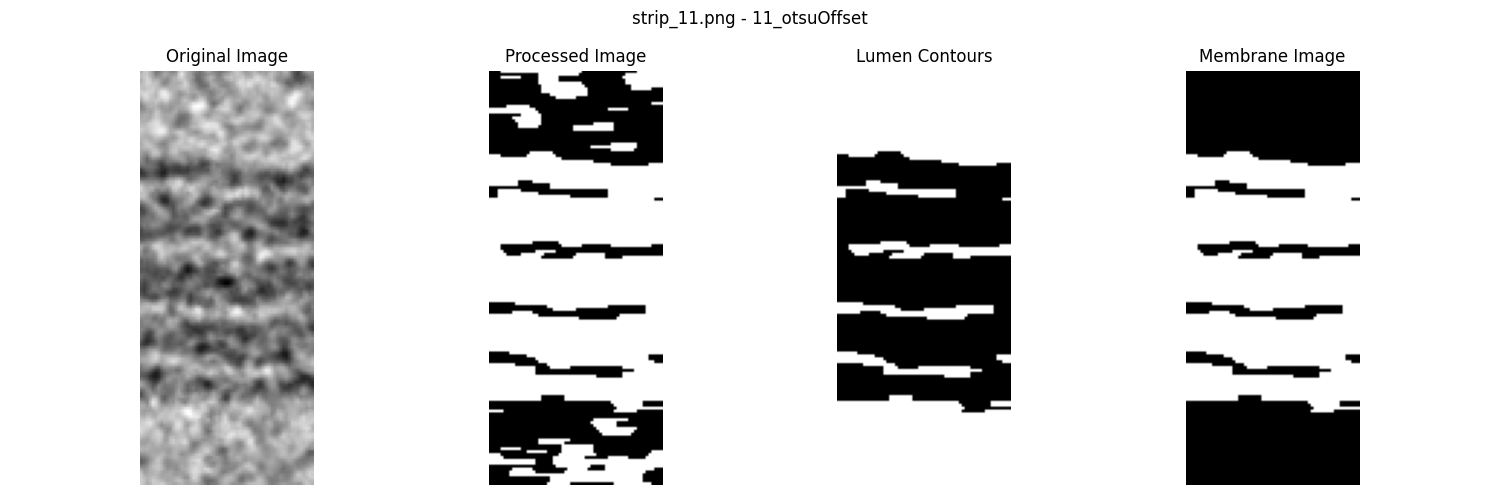 strip_11.png - 11_otsuOffset
Original Image
Processed Image
Lumen Contours
Membrane Image